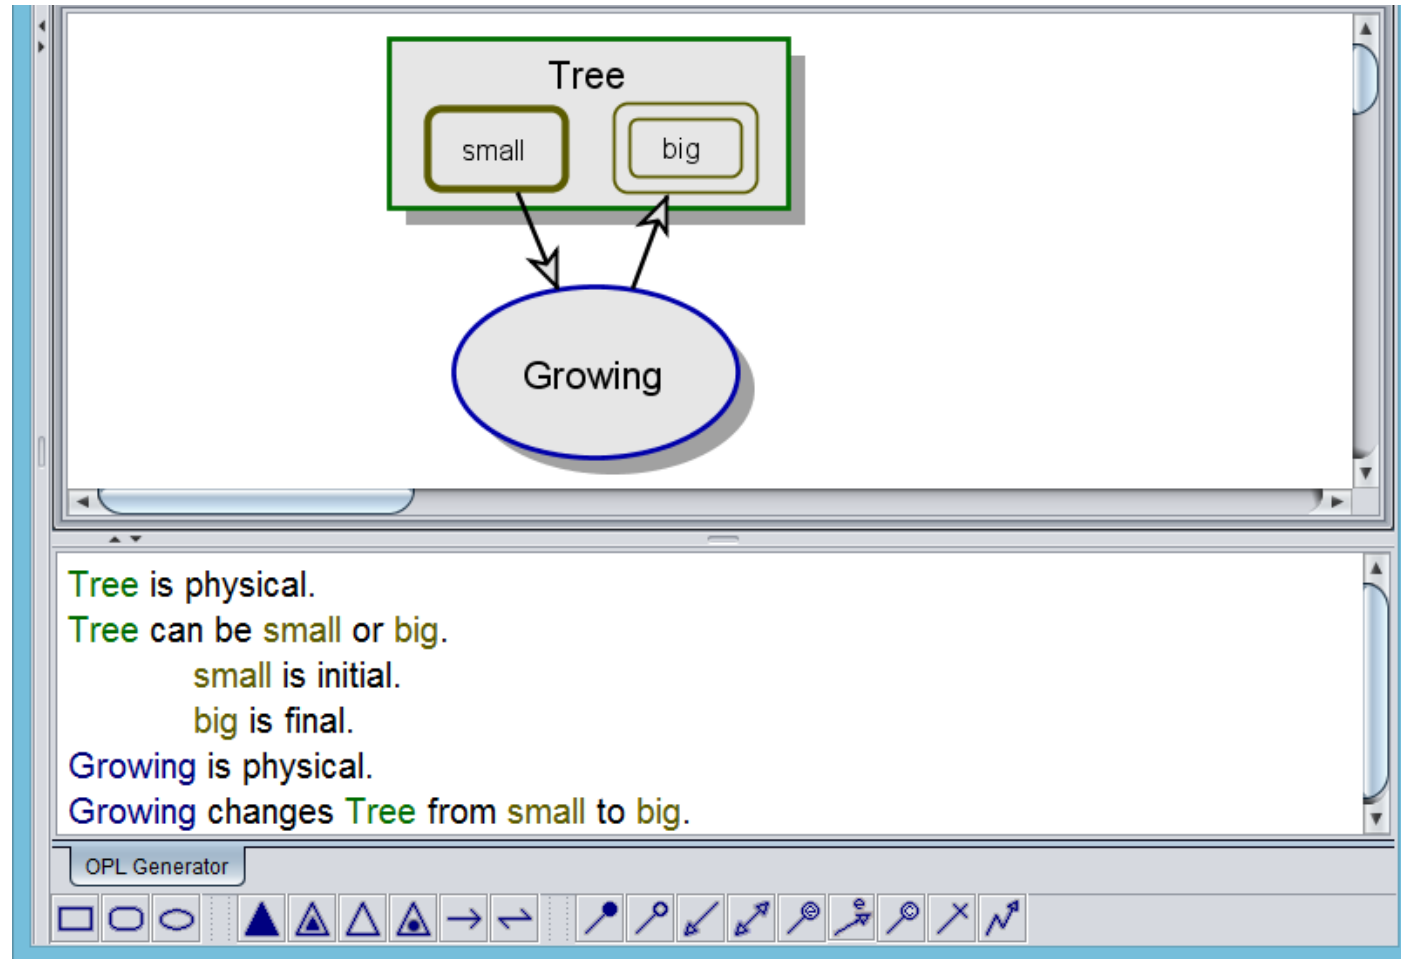 Tree
small
big
Growing
Tree is physical.
Tree can be small or big.
small is initial.
big is final.
Growing is physical.
Growing changes Tree from small to big.
OPL Generator
e
e
c